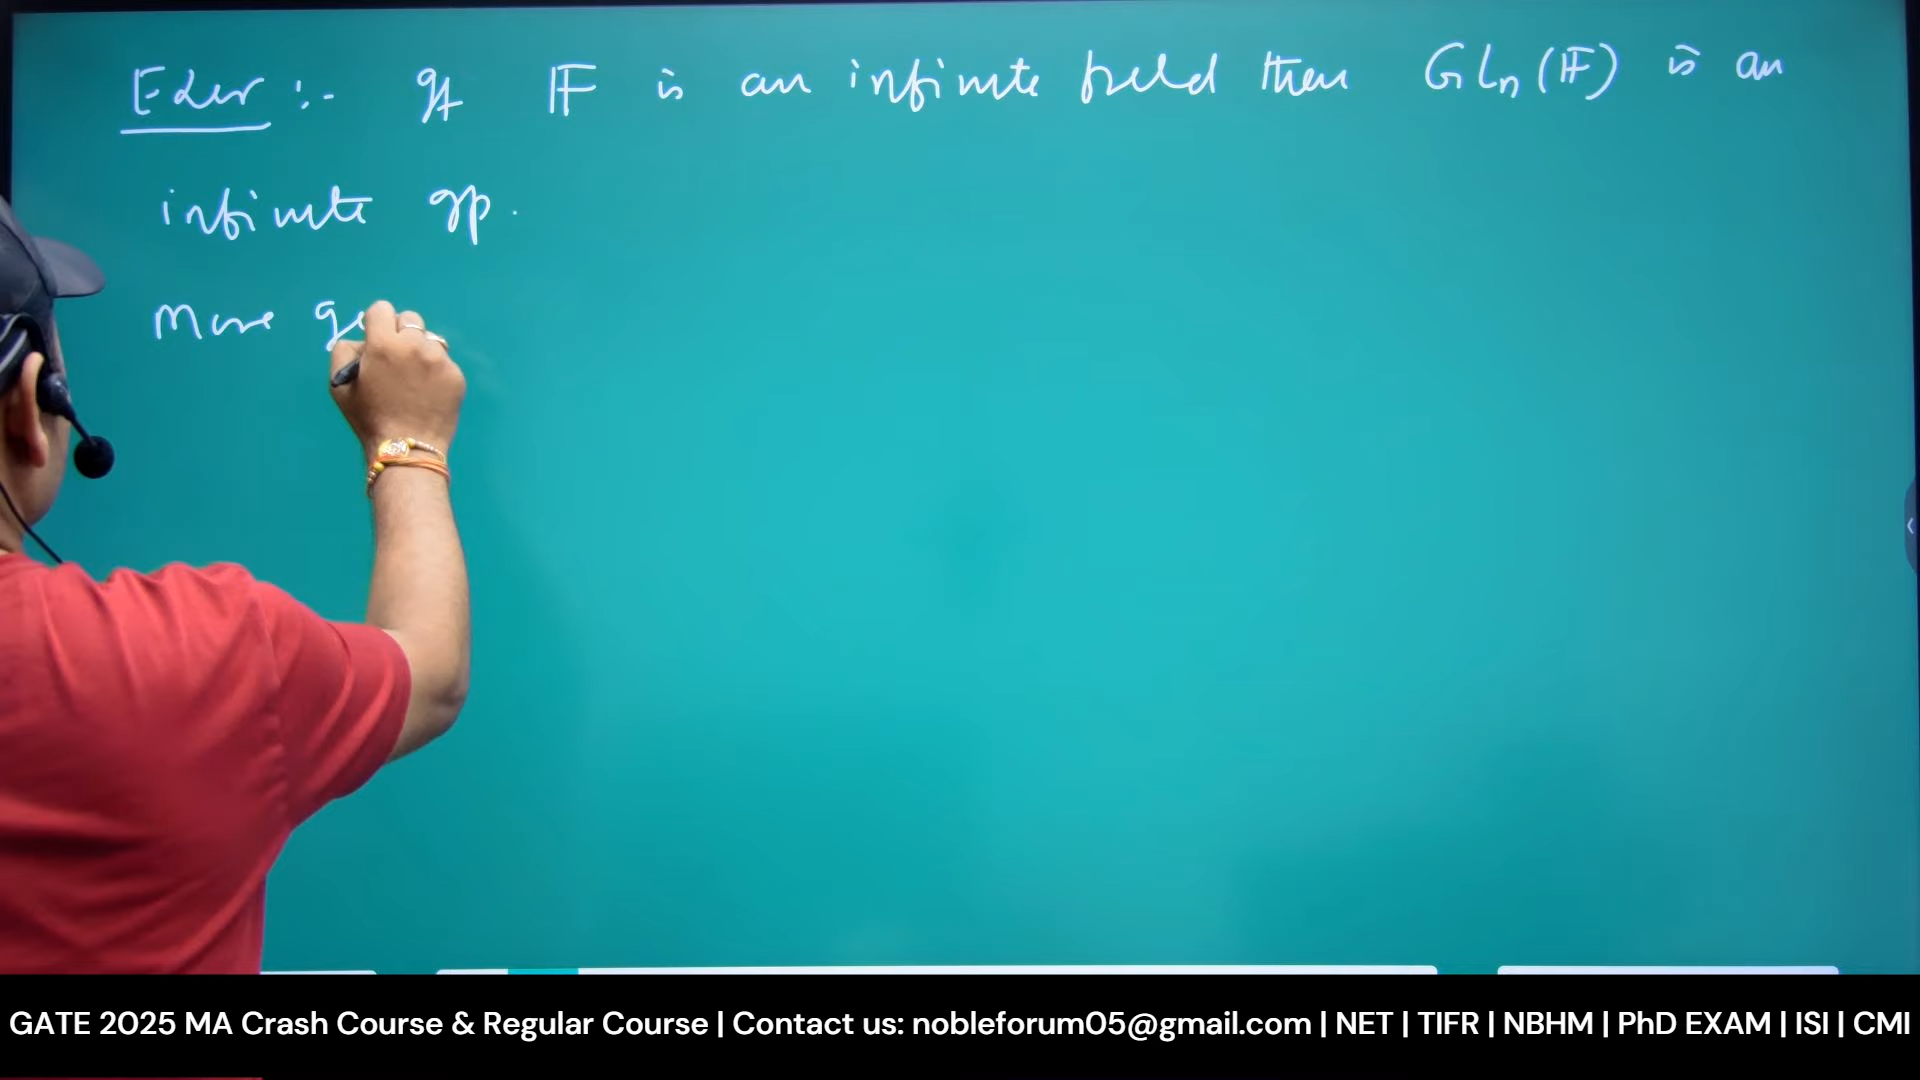 Exer :- If 𝔽 is an infinite field then GLn(𝔽) is an
infinite gp.
More ge
GATE 2025 MA Crash Course & Regular Course | Contact us: nobleforum05@gmail.com | NET | TIFR | NBHM | PhD EXAM | ISI | CMI